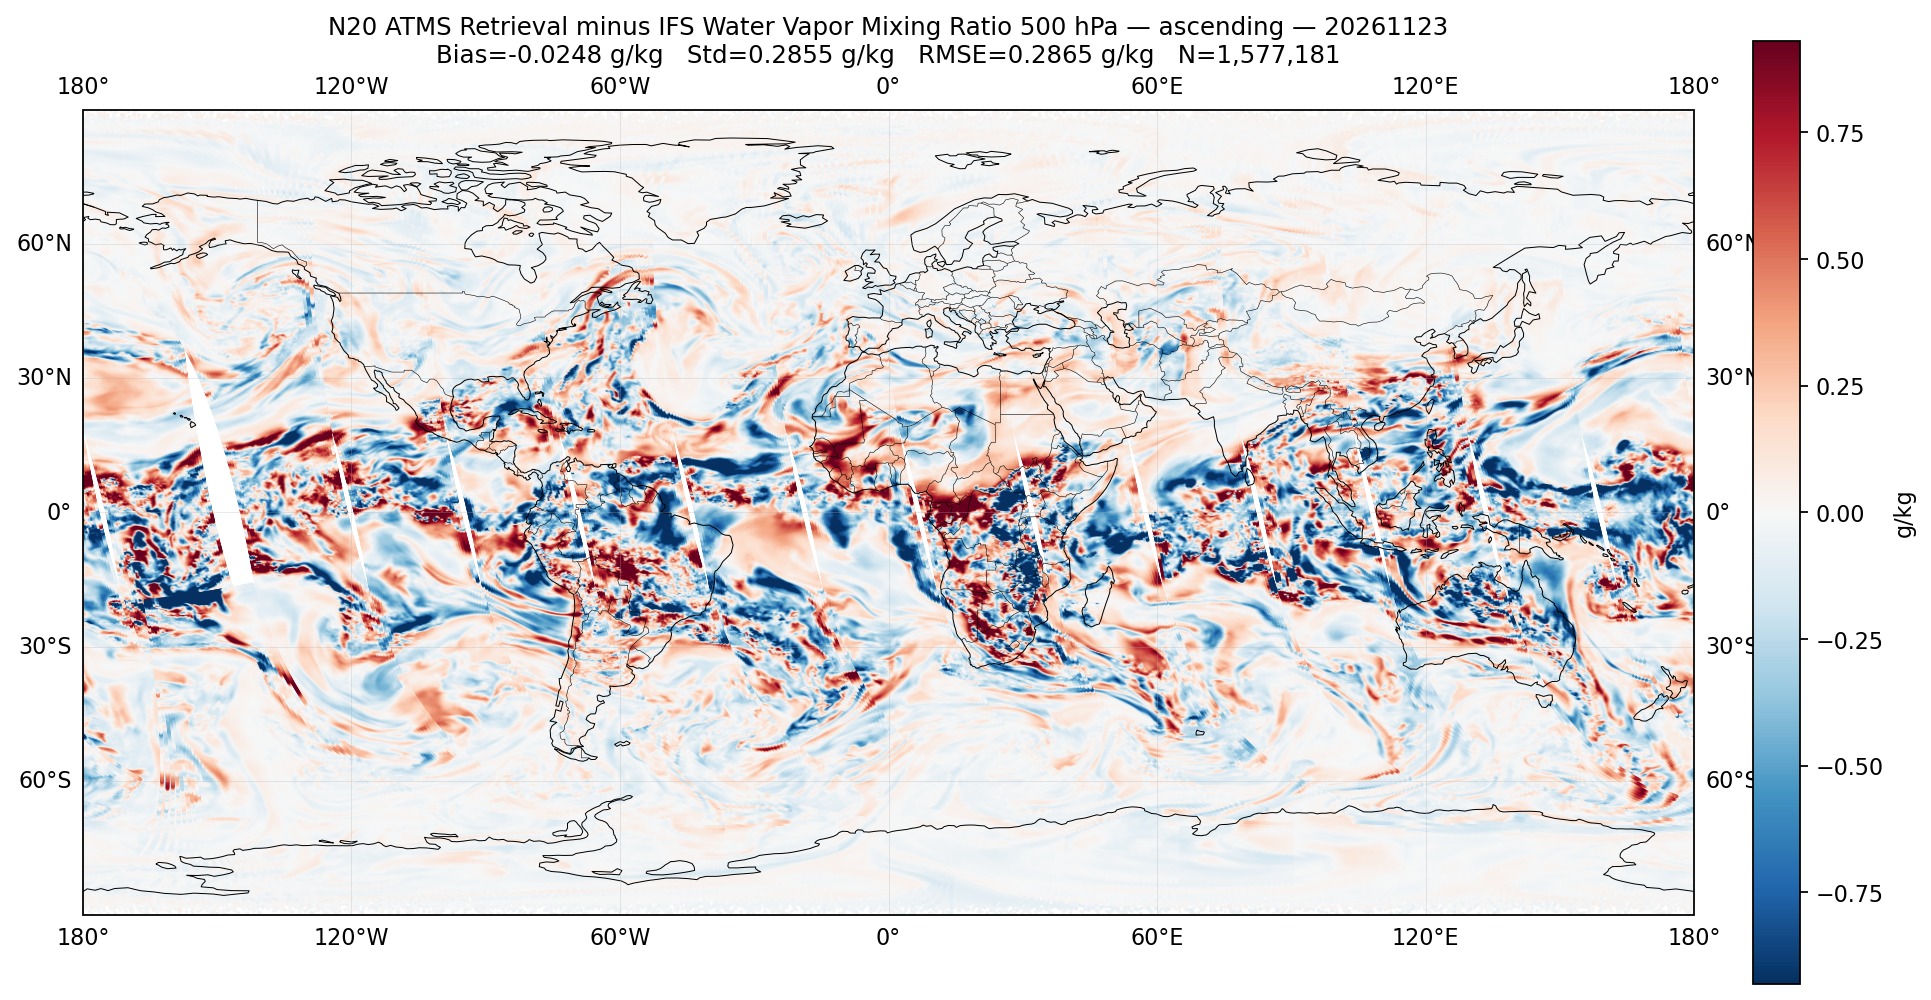 N20 ATMS Retrieval minus IFS Water Vapor Mixing Ratio 500 hPa — ascending — 20261123
Bias=-0.0248 g/kg   Std=0.2855 g/kg   RMSE=0.2865 g/kg   N=1,577,181
180° 120°W 60°W 0° 60°E 120°E 180°
60°N 60°N
30°N 30°N
0° 0°
30°S 30°S
60°S 60°S
180° 120°W 60°W 0° 60°E 120°E 180°
0.75
0.50
0.25
0.00
−0.25
−0.50
−0.75
g/kg